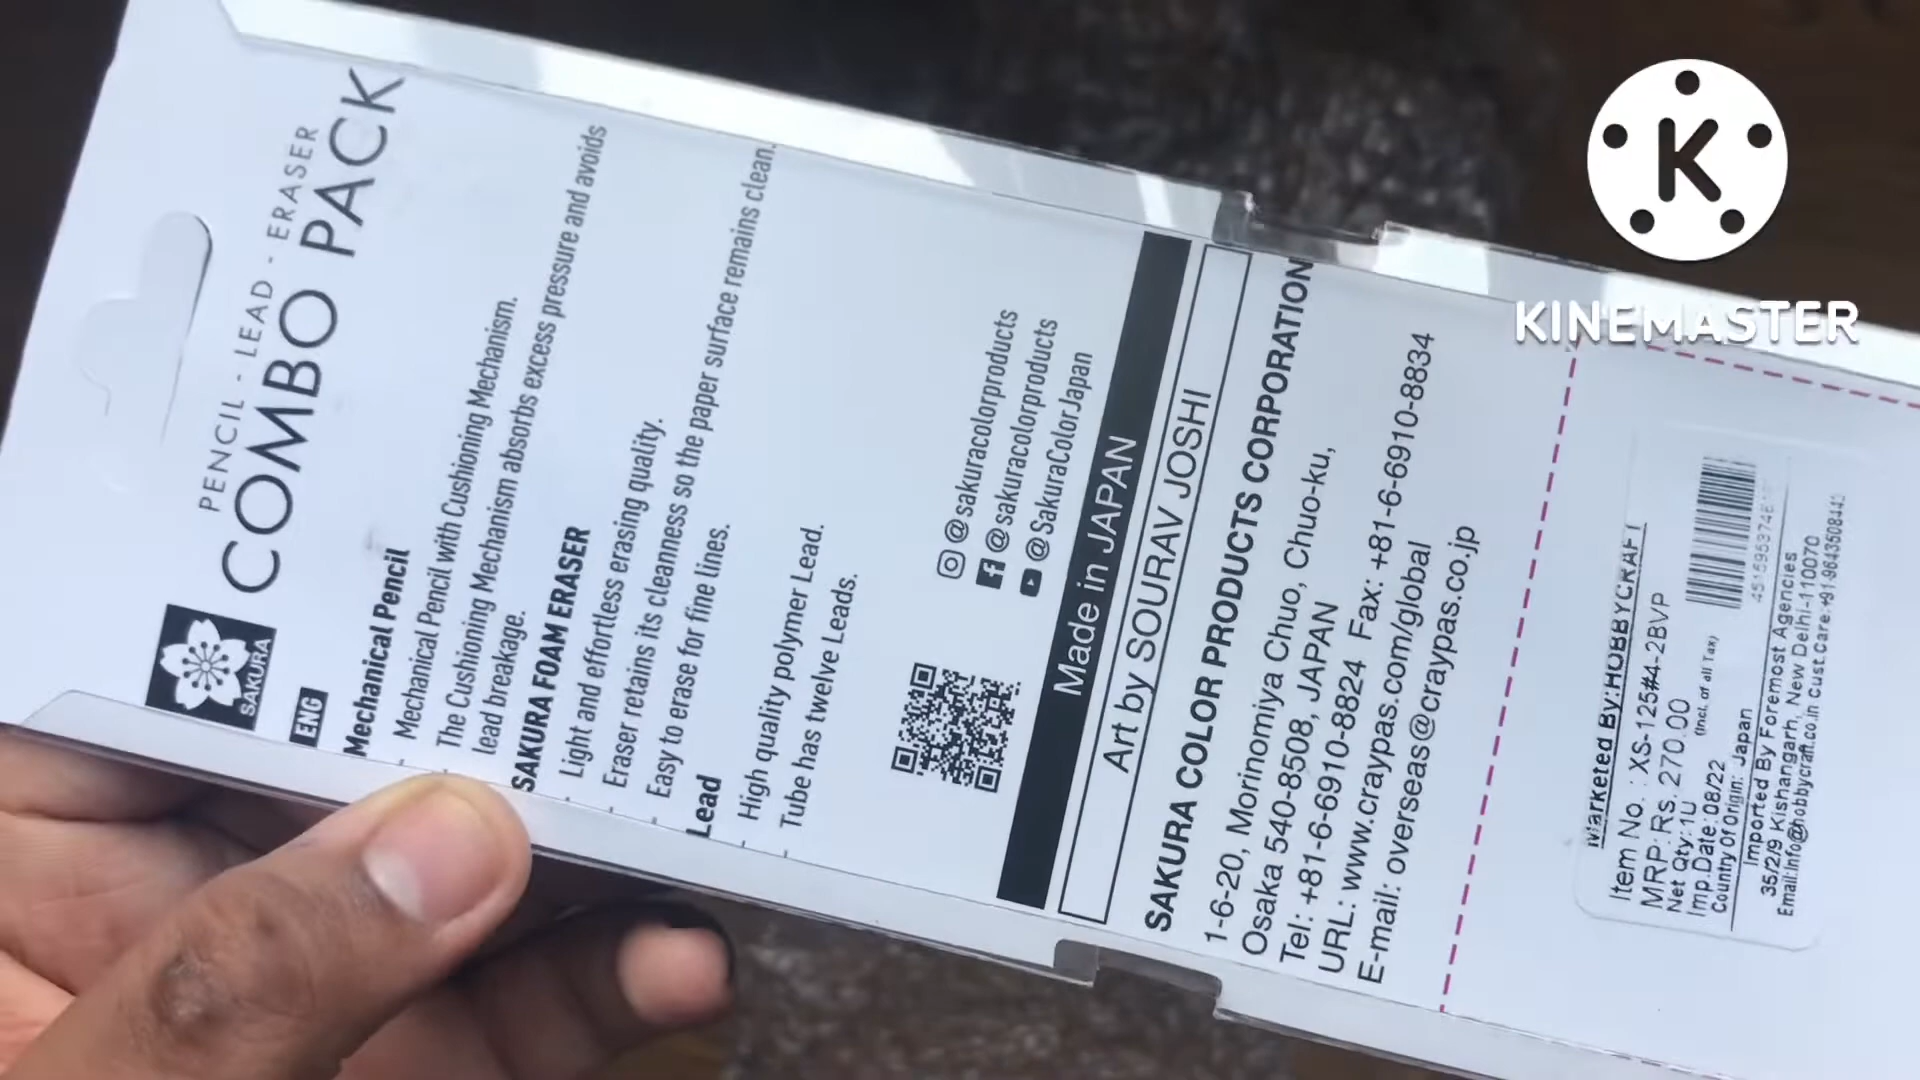 PENCIL - LEAD - ERASER
COMBO PACK
SAKURA
ENG
Mechanical Pencil
Mechanical Pencil with Cushioning Mechanism.
The Cushioning Mechanism absorbs excess pressure and avoids
lead breakage.
SAKURA FOAM ERASER
Light and effortless erasing quality.
Eraser retains its cleanness so the paper surface remains clean.
Easy to erase for fine lines.
Lead
High quality polymer Lead.
Tube has twelve Leads.
@sakuracolorproducts
@sakuracolorproducts
@SakuraColorJapan
Made in JAPAN
Art by SOURAV JOSHI
SAKURA COLOR PRODUCTS CORPORATION
1-6-20, Morinomiya Chuo, Chuo-ku,
Osaka 540-8508, JAPAN
Tel: +81-6-6910-8824 Fax: +81-6-6910-8834
URL: www.craypas.com/global
E-mail: overseas@craypas.co.jp
Marketed By:HOBBYCRAFT
Item No. : XS-125#4-2BVP
MRP: Rs. 270.00
(Incl. of all Tax)
Net Qty:1U
Imp.Date: 08/22
Country Of Origin: Japan
Imported By Foremost Agencies
35/2/9 Kishangarh, New Delhi-110070
Email:Info@hobbycraft.co.in Cust.Care:
K
KINEMASTER